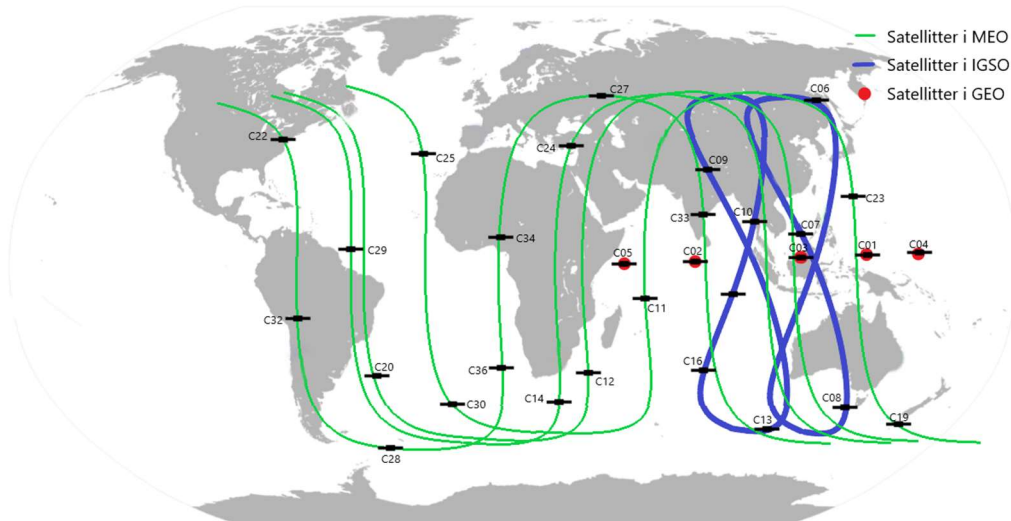 Satellitter i MEO
Satellitter i IGSO
Satellitter i GEO
C27
C06
C22
C25
C24
C09
C23
C33
C10
C07
C34
C29
C05
C02
C03
C01
C04
C11
C32
C36
C20
C12
C16
C30
C14
C08
C13
C19
C28